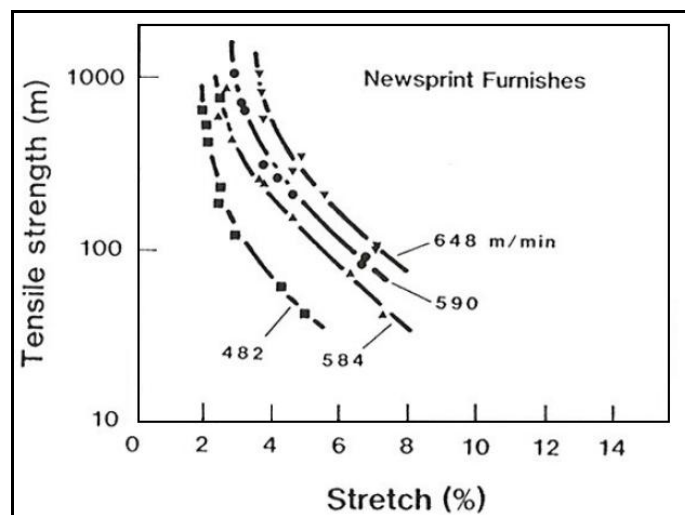 Newsprint Furnishes
Tensile strength (m)
1000
100
10
648 m/min
590
584
482
0 2 4 6 8 10 12 14
Stretch (%)